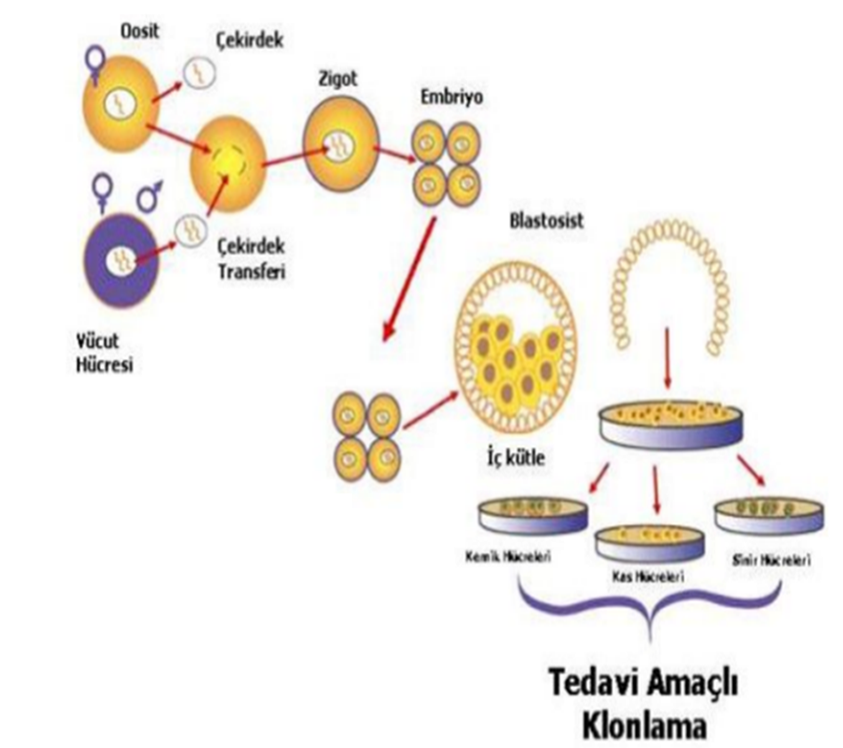 Oosit
Çekirdek
Zigot
Embriyo
Çekirdek
Transferi
Vücut
Hücresi
Blastosist
İç kütle
Kemik Hücreleri
Kas Hücreleri
Sinir Hücreleri
Tedavi Amaçlı
Klonlama